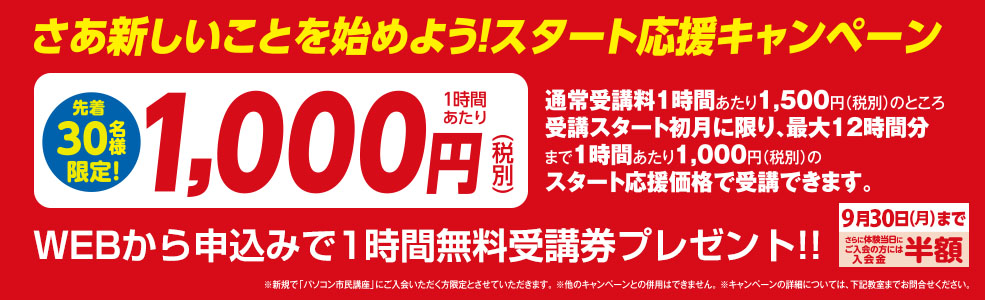 さあ新しいことを始めよう!スタート応援キャンペーン
先着
30名様
限定!
1,000円
1時間
あたり
(税別)
通常受講料1時間あたり1,500円(税別)のところ
受講スタート初月に限り、最大12時間分
まで1時間あたり1,000円(税別)の
スタート応援価格で受講できます。
WEBから申込みで1時間無料受講券プレゼント!!
9月30日(月)まで
さらに体験当日に
ご入会の方には
入会金
半額
※新規で「パソコン市民講座」にご入会いただく方限定とさせていただきます。※他のキャンペーンとの併用はできません。※キャンペーンの詳細については、下記教室までお問合せください。